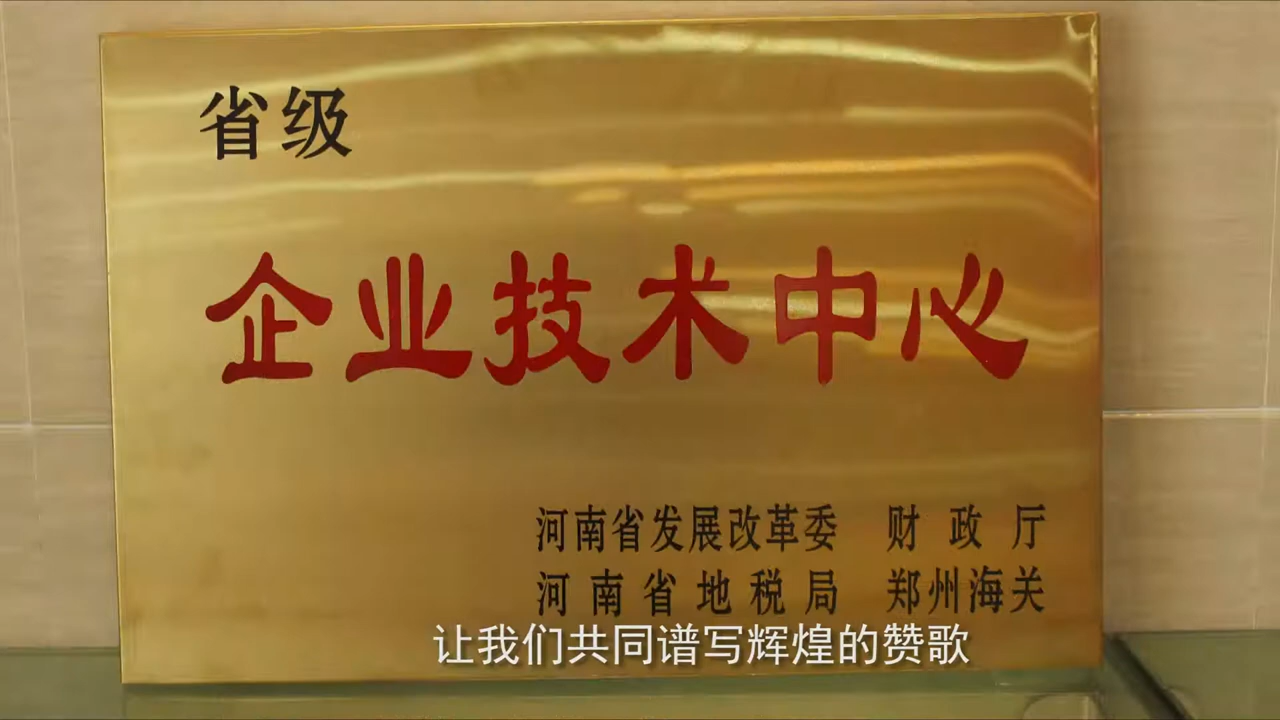 省级
企业技术中心
河南省发展改革委 财政厅
河南省地税局 郑州海关
让我们共同谱写辉煌的赞歌